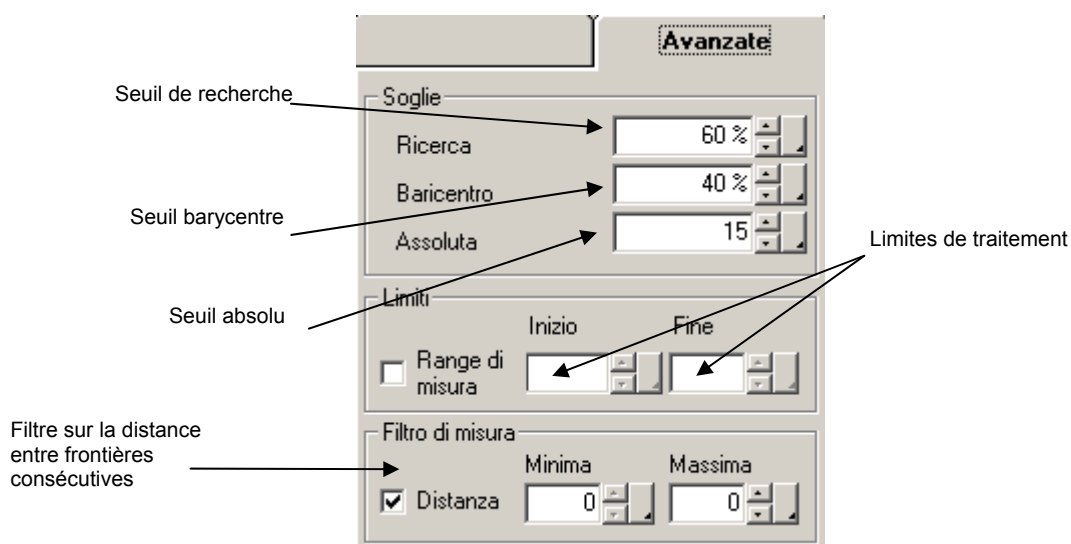 Avanzate
Seuil de recherche
Soglie
Ricerca
60 %
Baricentro
40 %
Seuil barycentre
Assoluta
15
Limites de traitement
Seuil absolu
Limiti
Inizio
Fine
Range di
misura
Filtre sur la distance
entre frontières
consécutives
Filtro di misura
Minima
Massima
Distanza
0
0